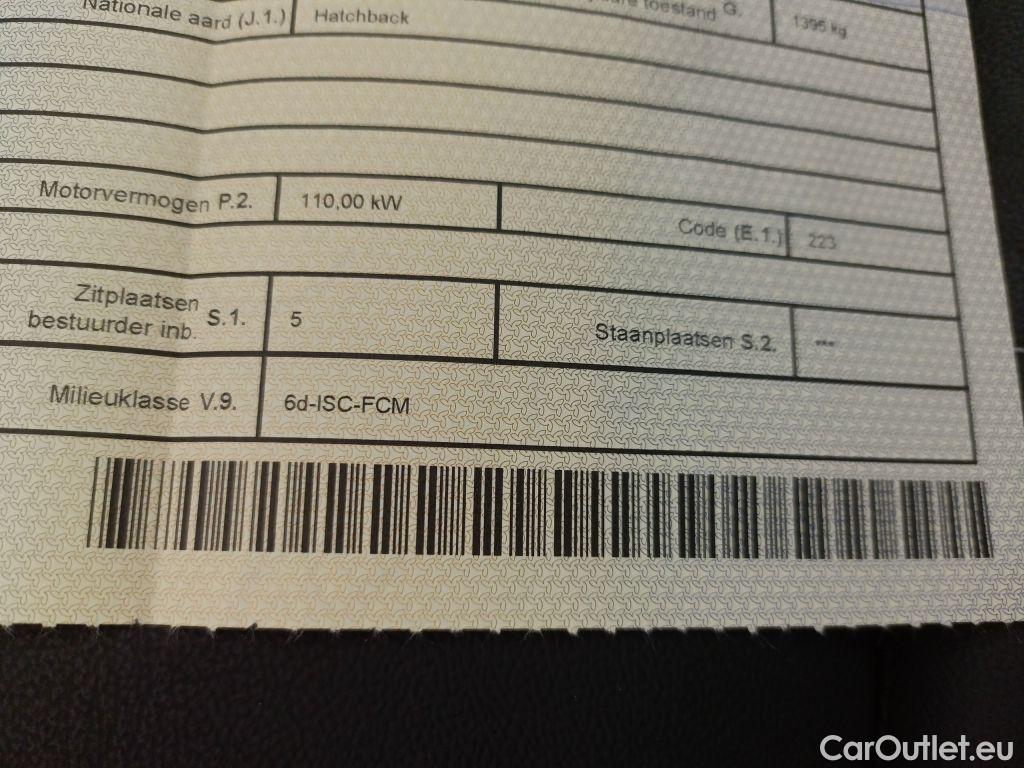 Nationale aard (J.1.) Hatchback toestand G. 1395 kg
Motorvermogen P.2. 110,00 kW Code (E.1.) 223
Zitplaatsen
bestuurder inb. S.1. 5 Staanplaatsen S.2. ---
Milieuklasse V.9. 6d-ISC-FCM
CarOutlet.eu